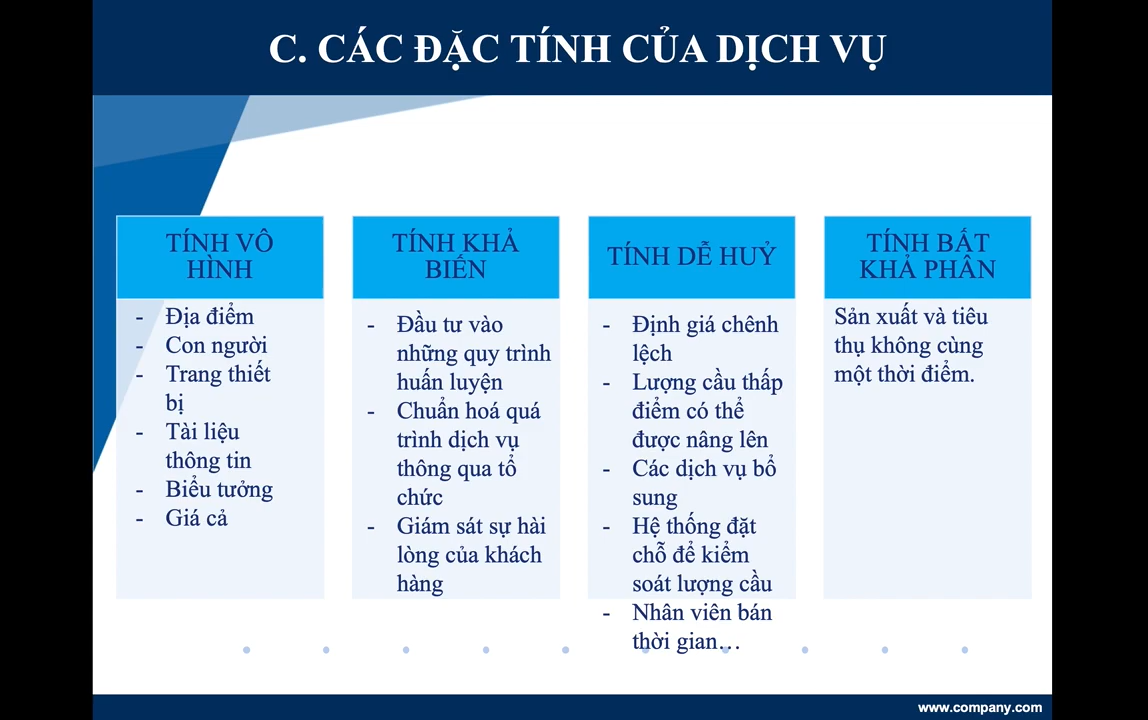 C. CÁC ĐẶC TÍNH CỦA DỊCH VỤ
TÍNH VÔ
HÌNH
- Địa điểm
- Con người
- Trang thiết
bị
- Tài liệu
thông tin
- Biểu tưởng
- Giá cả
TÍNH KHẢ
BIẾN
- Đầu tư vào
những quy trình
huấn luyện
- Chuẩn hoá quá
trình dịch vụ
thông qua tổ
chức
- Giám sát sự hài
lòng của khách
hàng
TÍNH DỄ HUỶ
- Định giá chênh
lệch
- Lượng cầu thấp
điểm có thể
được nâng lên
- Các dịch vụ bổ
sung
- Hệ thống đặt
chỗ để kiểm
soát lượng cầu
- Nhân viên bán
thời gian…
TÍNH BẤT
KHẢ PHÂN
Sản xuất và tiêu
thụ không cùng
một thời điểm.
www.company.com